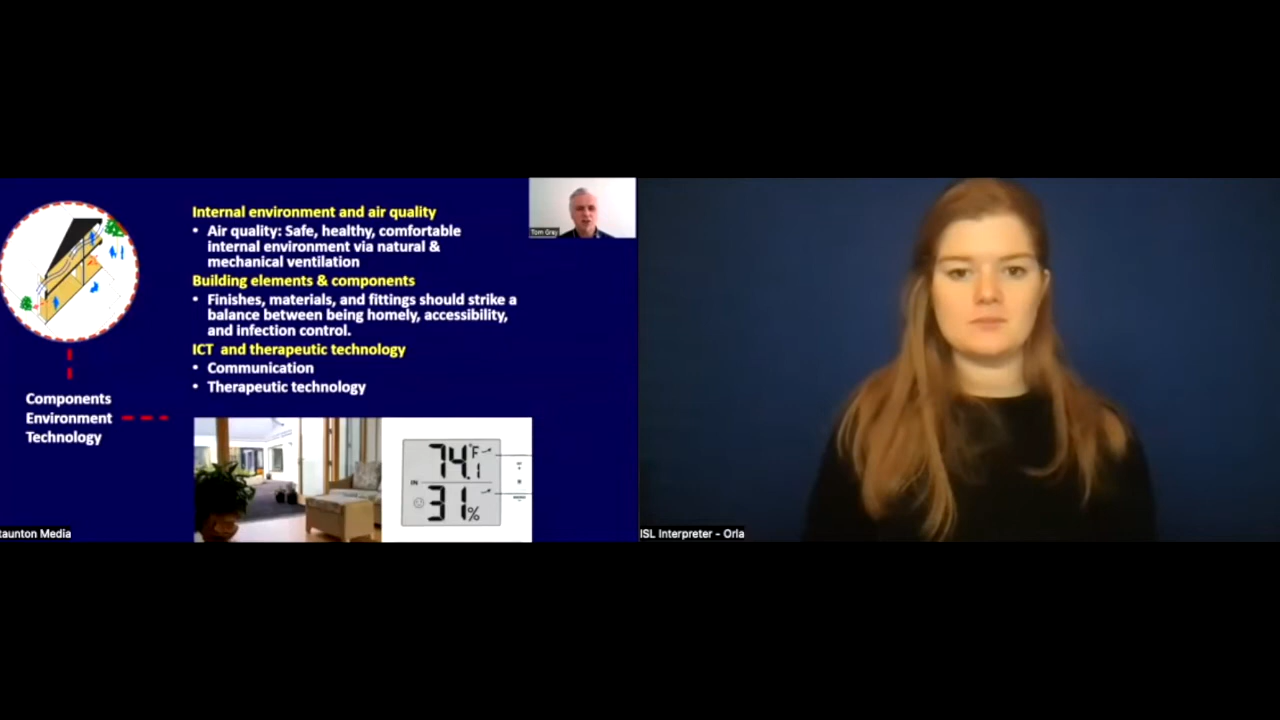 Internal environment and air quality
• Air quality: Safe, healthy, comfortable
internal environment via natural &
mechanical ventilation
Building elements & components
• Finishes, materials, and fittings should strike a
balance between being homely, accessibility,
and infection control.
ICT and therapeutic technology
• Communication
• Therapeutic technology
Components
Environment
Technology
Tom Grey
74.1 °F
IN
31%
taunton Media
ISL Interpreter - Orla